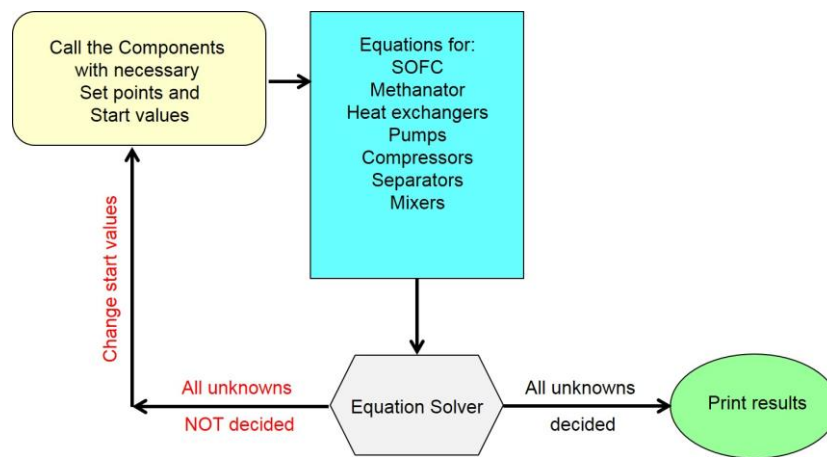 Call the Components
with necessary
Set points and
Start values
Equations for:
SOFC
Methanator
Heat exchangers
Pumps
Compressors
Separators
Mixers
Change start values
All unknowns
NOT decided
Equation Solver
All unknowns
decided
Print results